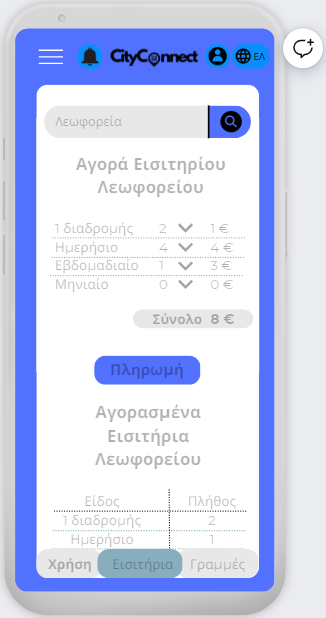 CityConnect
ΕΛ
Λεωφορεία
Αγορά Εισιτηρίου
Λεωφορείου
1 διαδρομής 2 1 €
Ημερήσιο 4 4 €
Εβδομαδιαίο 1 3 €
Μηνιαίο 0 0 €
Σύνολο 8 €
Πληρωμή
Αγορασμένα
Εισιτήρια
Λεωφορείου
Είδος Πλήθος
1 διαδρομής 2
Ημερήσιο 1
Χρήση Εισιτήρια Γραμμές